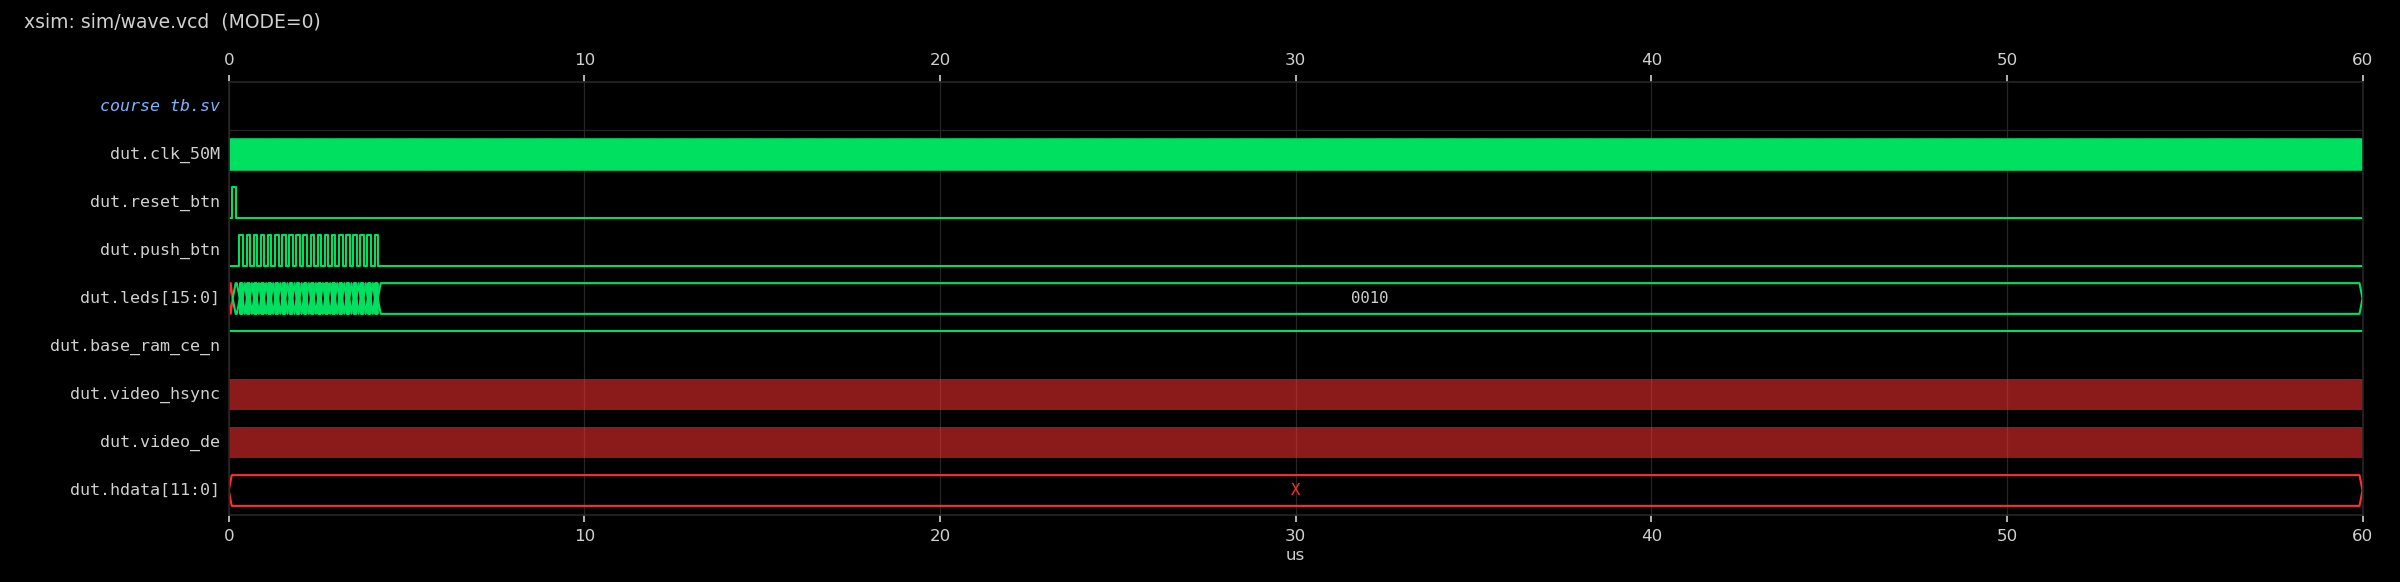 xsim: sim/wave.vcd  (MODE=0)
0 10 20 30 40 50 60
course tb.sv
dut.clk_50M
dut.reset_btn
dut.push_btn
dut.leds[15:0] 0010
dut.base_ram_ce_n
dut.video_hsync
dut.video_de
dut.hdata[11:0] X
0 10 20 30 40 50 60
us